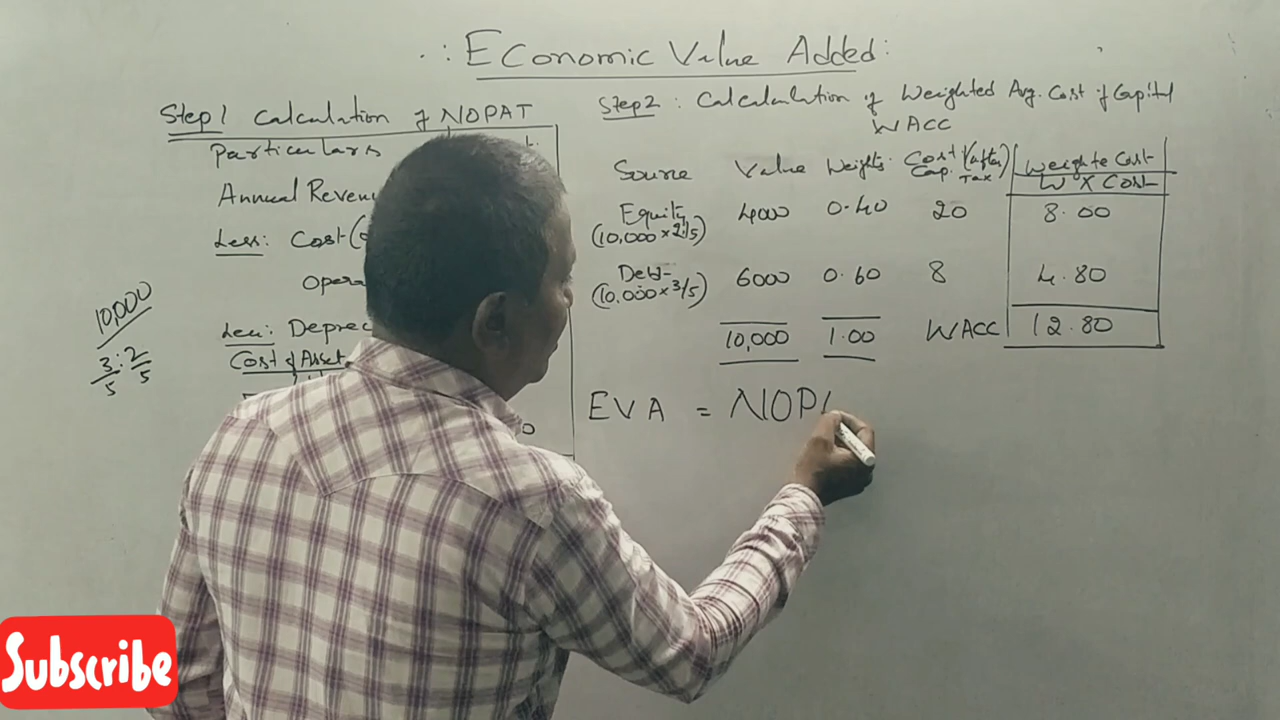 Economic Value Added:
Step 1 Calculation of NOPAT
Particulars
Annual Revenu
Less: Cost (
Opera
Less: Deprec
Cost of Asset
10,000
3/5 : 2/5
Step 2 : Calcalculation of Weighted Avg. Cost of Capital
WACC
Source Value Weights Cost Cap. (after Tax) Weighte Cost
W X Cost
Equity 4000 0.40 20 8.00
(10,000 x 2/5)
Debt 6000 0.60 8 4.80
(10,000 x 3/5)
10,000 1.00 WACC 12.80
EVA = NOP
Subscribe